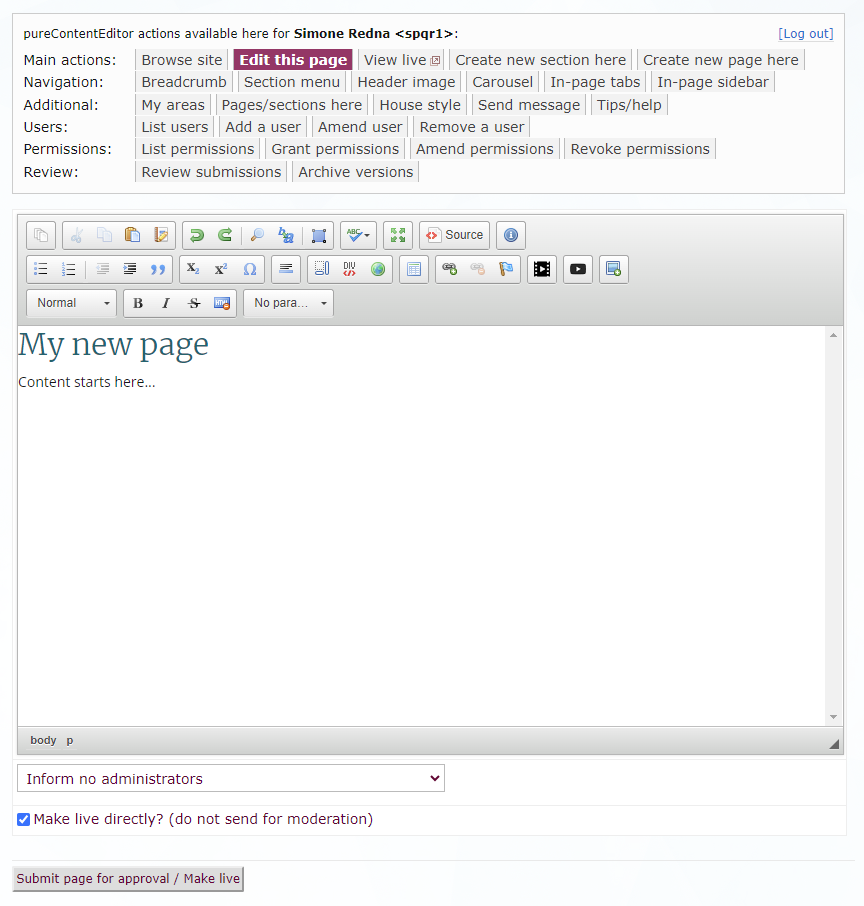 pureContentEditor actions available here for Simone Redna <spqr1>: [Log out]
Main actions: Browse site Edit this page View live Create new section here Create new page here
Navigation: Breadcrumb Section menu Header image Carousel In-page tabs In-page sidebar
Additional: My areas Pages/sections here House style Send message Tips/help
Users: List users Add a user Amend user Remove a user
Permissions: List permissions Grant permissions Amend permissions Revoke permissions
Review: Review submissions Archive versions
ABC Source
X₂ X² Ω DIV
Normal B I S HTML No para...
My new page
Content starts here...
body p
Inform no administrators
Make live directly? (do not send for moderation)
Submit page for approval / Make live